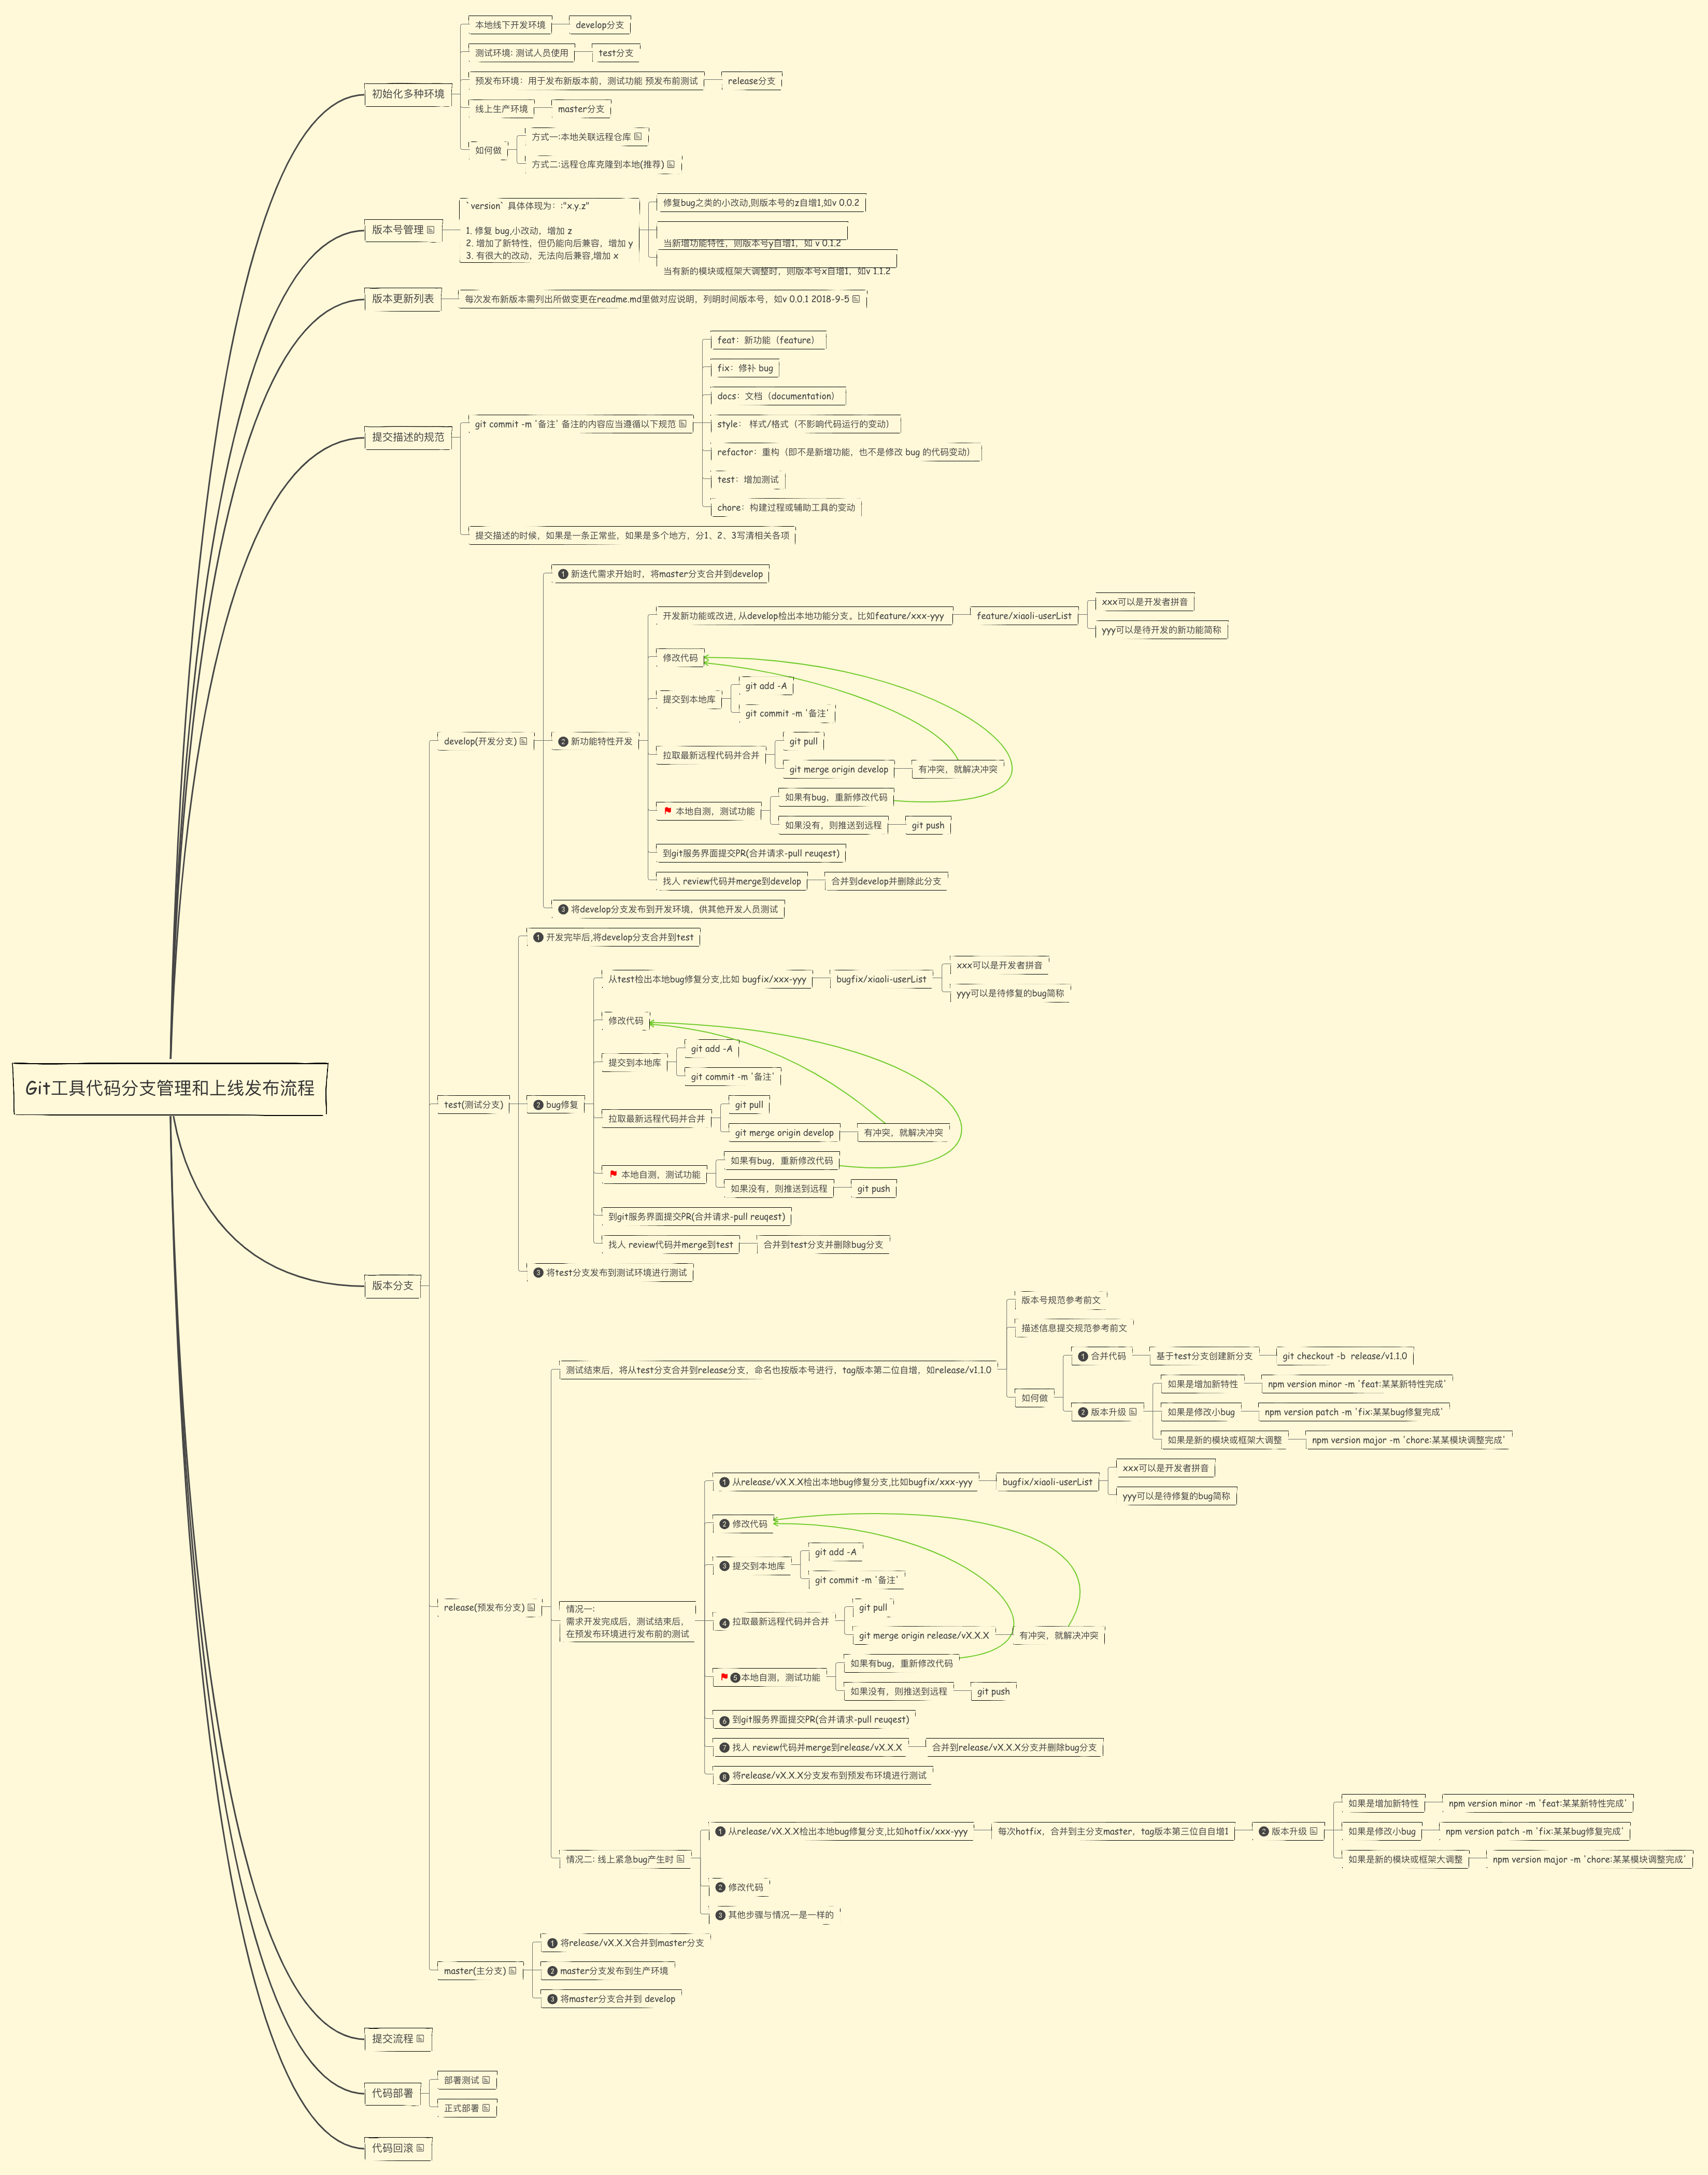 Git工具代码分支管理和上线发布流程
初始化多种环境
本地线下开发环境
develop分支
测试环境: 测试人员使用
test分支
预发布环境：用于发布新版本前，测试功能 预发布前测试
release分支
线上生产环境
master分支
如何做
方式一:本地关联远程仓库
方式二:远程仓库克隆到本地(推荐)
版本号管理
`version` 具体体现为：:"x.y.z"
1. 修复 bug,小改动，增加 z
2. 增加了新特性，但仍能向后兼容，增加 y
3. 有很大的改动，无法向后兼容,增加 x
修复bug之类的小改动,则版本号的z自增1,如v 0.0.2
当新增功能特性，则版本号y自增1，如 v 0.1.2
当有新的模块或框架大调整时，则版本号x自增1，如v 1.1.2
版本更新列表
每次发布新版本需列出所做变更在readme.md里做对应说明，列明时间版本号，如v 0.0.1 2018-9-5
提交描述的规范
git commit -m '备注' 备注的内容应当遵循以下规范
feat：新功能（feature）
fix：修补 bug
docs：文档（documentation）
style： 样式/格式（不影响代码运行的变动）
refactor：重构（即不是新增功能，也不是修改 bug 的代码变动）
test：增加测试
chore：构建过程或辅助工具的变动
提交描述的时候，如果是一条正常些，如果是多个地方，分1、2、3写清相关各项
版本分支
develop(开发分支)
1 新迭代需求开始时，将master分支合并到develop
2 新功能特性开发
开发新功能或改进, 从develop检出本地功能分支。比如feature/xxx-yyy
feature/xiaoli-userList
xxx可以是开发者拼音
yyy可以是待开发的新功能简称
修改代码
提交到本地库
git add -A
git commit -m '备注'
拉取最新远程代码并合并
git pull
git merge origin develop
有冲突，就解决冲突
本地自测，测试功能
如果有bug，重新修改代码
如果没有，则推送到远程
git push
到git服务界面提交PR(合并请求-pull reuqest)
找人 review代码并merge到develop
合并到develop并删除此分支
3 将develop分支发布到开发环境，供其他开发人员测试
test(测试分支)
1 开发完毕后,将develop分支合并到test
2 bug修复
从test检出本地bug修复分支,比如 bugfix/xxx-yyy
bugfix/xiaoli-userList
xxx可以是开发者拼音
yyy可以是待修复的bug简称
修改代码
提交到本地库
git add -A
git commit -m '备注'
拉取最新远程代码并合并
git pull
git merge origin develop
有冲突，就解决冲突
本地自测，测试功能
如果有bug，重新修改代码
如果没有，则推送到远程
git push
到git服务界面提交PR(合并请求-pull reuqest)
找人 review代码并merge到test
合并到test分支并删除bug分支
3 将test分支发布到测试环境进行测试
release(预发布分支)
测试结束后，将从test分支合并到release分支，命名也按版本号进行，tag版本第二位自增，如release/v1.1.0
版本号规范参考前文
描述信息提交规范参考前文
如何做
1 合并代码
基于test分支创建新分支
git checkout -b  release/v1.1.0
2 版本升级
如果是增加新特性
npm version minor -m 'feat:某某新特性完成'
如果是修改小bug
npm version patch -m 'fix:某某bug修复完成'
如果是新的模块或框架大调整
npm version major -m 'chore:某某模块调整完成'
情况一:
需求开发完成后，测试结束后，
在预发布环境进行发布前的测试
1 从release/vX.X.X检出本地bug修复分支,比如bugfix/xxx-yyy
bugfix/xiaoli-userList
xxx可以是开发者拼音
yyy可以是待修复的bug简称
2 修改代码
3 提交到本地库
git add -A
git commit -m '备注'
4 拉取最新远程代码并合并
git pull
git merge origin release/vX.X.X
有冲突，就解决冲突
5 本地自测，测试功能
如果有bug，重新修改代码
如果没有，则推送到远程
git push
6 到git服务界面提交PR(合并请求-pull reuqest)
7 找人 review代码并merge到release/vX.X.X
合并到release/vX.X.X分支并删除bug分支
8 将release/vX.X.X分支发布到预发布环境进行测试
情况二: 线上紧急bug产生时
1 从release/vX.X.X检出本地bug修复分支,比如hotfix/xxx-yyy
每次hotfix，合并到主分支master，tag版本第三位自自增1
2 版本升级
如果是增加新特性
npm version minor -m 'feat:某某新特性完成'
如果是修改小bug
npm version patch -m 'fix:某某bug修复完成'
如果是新的模块或框架大调整
npm version major -m 'chore:某某模块调整完成'
2 修改代码
3 其他步骤与情况一是一样的
master(主分支)
1 将release/vX.X.X合并到master分支
2 master分支发布到生产环境
3 将master分支合并到 develop
提交流程
代码部署
部署测试
正式部署
代码回滚